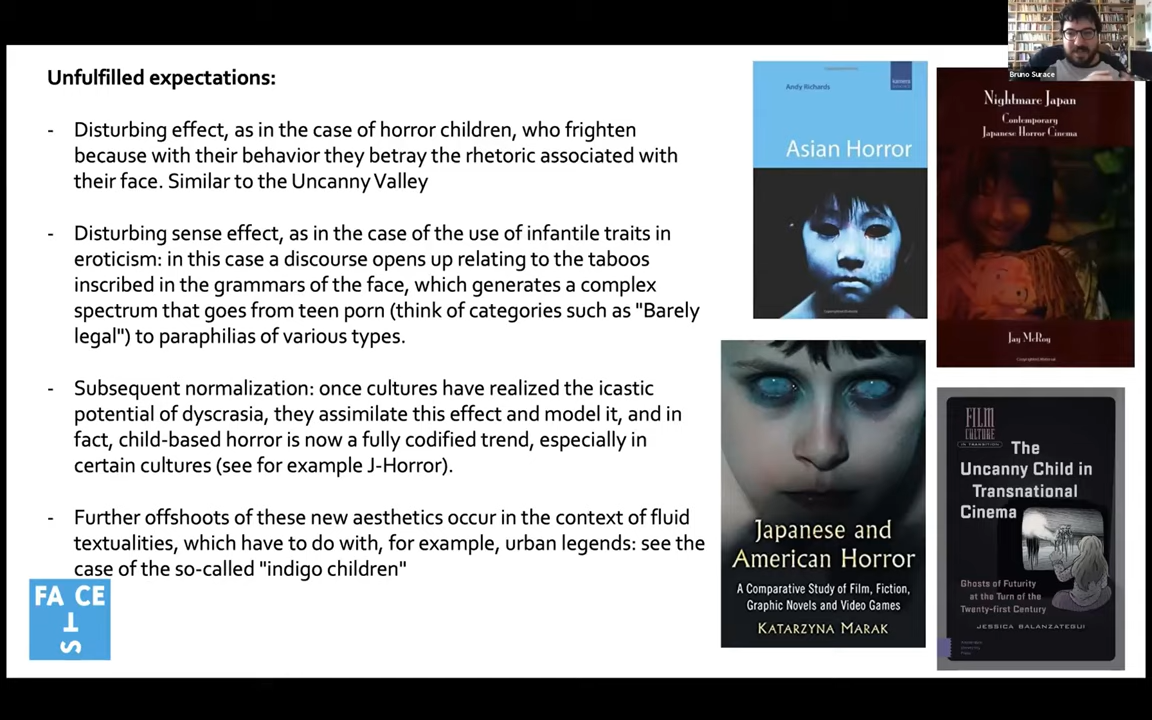 Bruno Surace
Unfulfilled expectations:
- Disturbing effect, as in the case of horror children, who frighten
because with their behavior they betray the rhetoric associated with
their face. Similar to the Uncanny Valley
- Disturbing sense effect, as in the case of the use of infantile traits in
eroticism: in this case a discourse opens up relating to the taboos
inscribed in the grammars of the face, which generates a complex
spectrum that goes from teen porn (think of categories such as "Barely
legal") to paraphilias of various types.
- Subsequent normalization: once cultures have realized the icastic
potential of dyscrasia, they assimilate this effect and model it, and in
fact, child-based horror is now a fully codified trend, especially in
certain cultures (see for example J-Horror).
- Further offshoots of these new aesthetics occur in the context of fluid
textualities, which have to do with, for example, urban legends: see the
case of the so-called "indigo children"
FA CE
T
S
Andy Richards
kamera
Asian Horror
Nightmare Japan
Contemporary
Japanese Horror Cinema
Jay McRoy
Japanese and
American Horror
A Comparative Study of Film, Fiction,
Graphic Novels and Video Games
KATARZYNA MARAK
FILM
CULTURE
IN TRANSITION
The
Uncanny Child in
Transnational
Cinema
Ghosts of Futurity
at the Turn of the
Twenty-first Century
JESSICA BALANZATEGUI